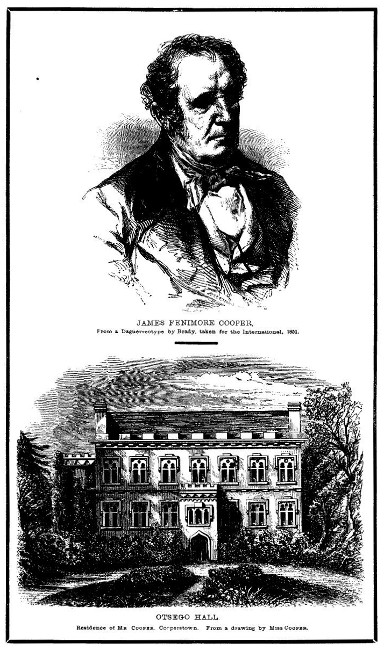 JAMES FENIMORE COOPER,
From a Daguerreotype by Brady, taken for the International, 1851.
OTSEGO HALL
Residence of MR COOPER. Cooperstown. From a drawing by MISS COOPER.